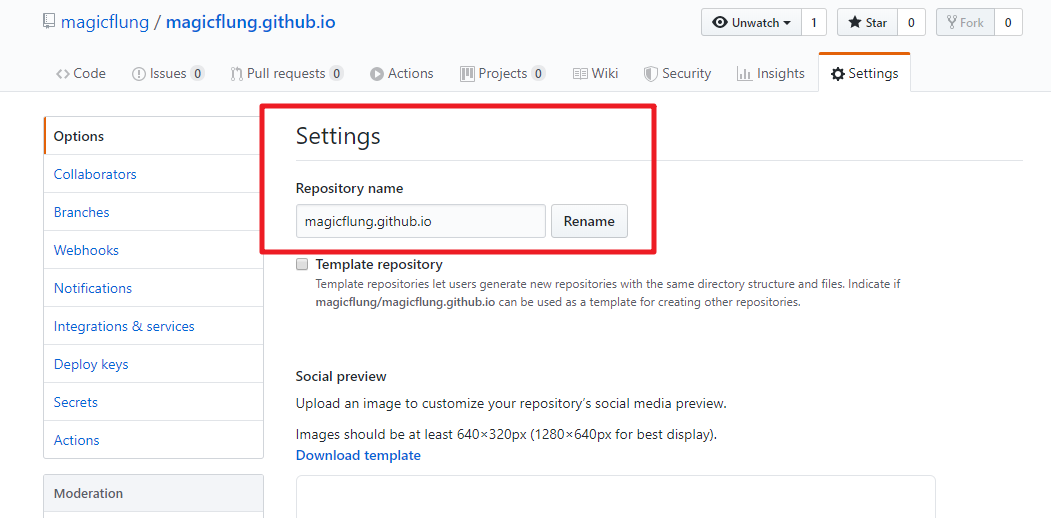 magicflung / magicflung.github.io
Unwatch 1 Star 0 Fork 0
Code Issues 0 Pull requests 0 Actions Projects 0 Wiki Security Insights Settings
Options
Collaborators
Branches
Webhooks
Notifications
Integrations & services
Deploy keys
Secrets
Actions
Moderation
Settings
Repository name
magicflung.github.io Rename
Template repository
Template repositories let users generate new repositories with the same directory structure and files. Indicate if
magicflung/magicflung.github.io can be used as a template for creating other repositories.
Social preview
Upload an image to customize your repository's social media preview.
Images should be at least 640×320px (1280×640px for best display).
Download template